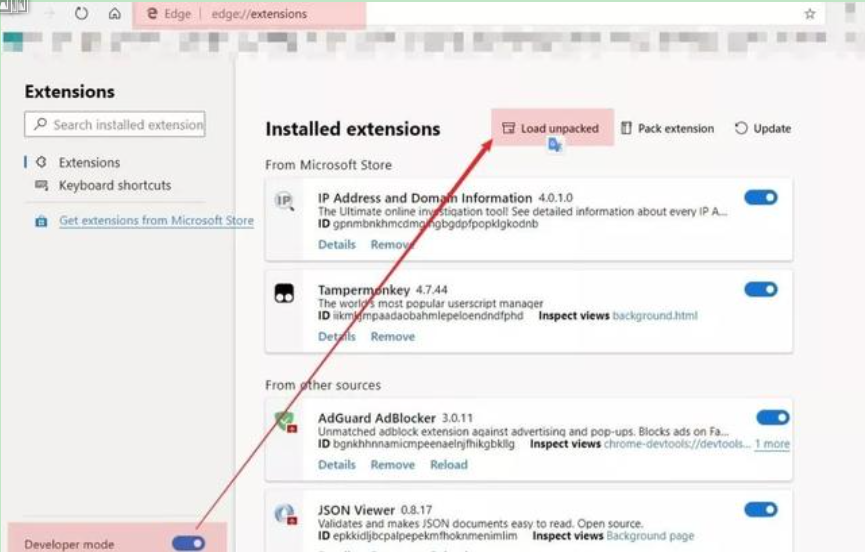 Edge | edge://extensions
Extensions
Search installed extension
Extensions
Keyboard shortcuts
Get extensions from Microsoft Store
Developer mode
Installed extensions
Load unpacked
Pack extension
Update
From Microsoft Store
IP
IP Address and Domain Information 4.0.1.0
The Ultimate online investigation tool! See detailed information about every IP A...
ID
Details Remove
Tampermonkey 4.7.44
The world's most popular userscript manager
ID Inspect views background.html
Details Remove
From other sources
AdGuard AdBlocker 3.0.11
Unmatched adblock extension against advertising and pop-ups. Blocks ads on Fa...
ID bgnkhhnnamicmpeenaelnjfhikgbkllg Inspect views chrome-devtools://devtools... 1 more
Details Remove Reload
JSON Viewer 0.8.17
Validates and makes JSON documents easy to read. Open source.
ID epkkidljbcpalpepekmfhoknmenimlim Inspect views Background page